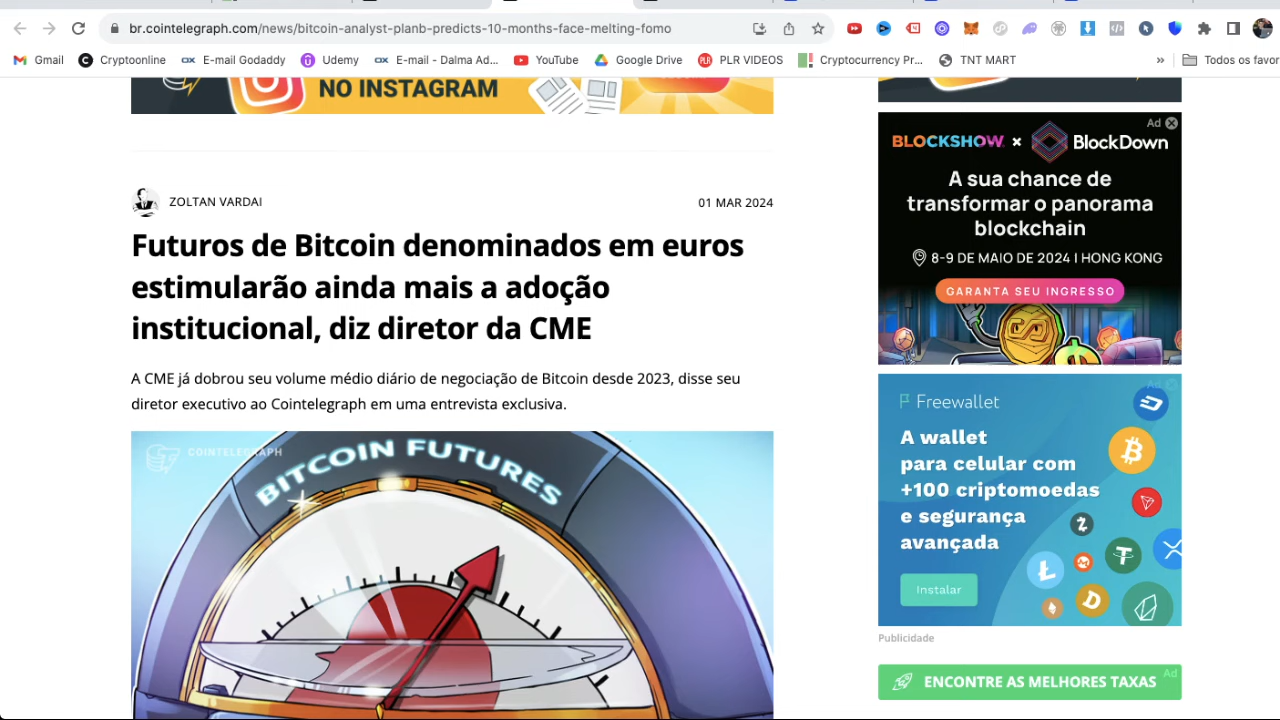 br.cointelegraph.com/news/bitcoin-analyst-planb-predicts-10-months-face-melting-fomo
Gmail
Cryptoonline
E-mail Godaddy
Udemy
E-mail - Dalma Ad...
YouTube
Google Drive
PLR VIDEOS
Cryptocurrency Pr...
TNT MART
»
Todos os favor
NO INSTAGRAM
ZOLTAN VARDAI
01 MAR 2024
Futuros de Bitcoin denominados em euros
estimularão ainda mais a adoção
institucional, diz diretor da CME
A CME já dobrou seu volume médio diário de negociação de Bitcoin desde 2023, disse seu
diretor executivo ao Cointelegraph em uma entrevista exclusiva.
COINTELEGRAPH
BITCOIN FUTURES
Ad
BLOCKSHOW × BlockDown
A sua chance de
transformar o panorama
blockchain
8-9 DE MAIO DE 2024 I HONG KONG
GARANTA SEU INGRESSO
Ad
Freewallet
A wallet
para celular com
+100 criptomoedas
e segurança
avançada
Instalar
Publicidade
ENCONTRE AS MELHORES TAXAS
Ad